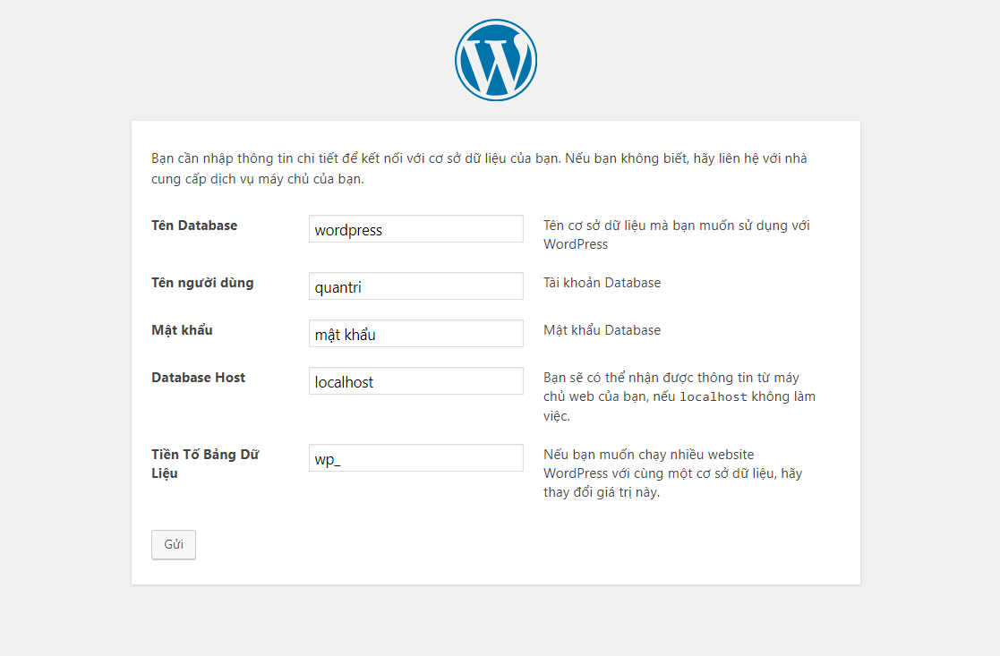 Bạn cần nhập thông tin chi tiết để kết nối với cơ sở dữ liệu của bạn. Nếu bạn không biết, hãy liên hệ với nhà
cung cấp dịch vụ máy chủ của bạn.
Tên Database
wordpress
Tên cơ sở dữ liệu mà bạn muốn sử dụng với
WordPress
Tên người dùng
quantri
Tài khoản Database
Mật khẩu
mật khẩu
Mật khẩu Database
Database Host
localhost
Bạn sẽ có thể nhận được thông tin từ máy
chủ web của bạn, nếu localhost không làm
việc.
Tiền Tố Bảng Dữ
Liệu
wp_
Nếu bạn muốn chạy nhiều website
WordPress với cùng một cơ sở dữ liệu, hãy
thay đổi giá trị này.
Gửi